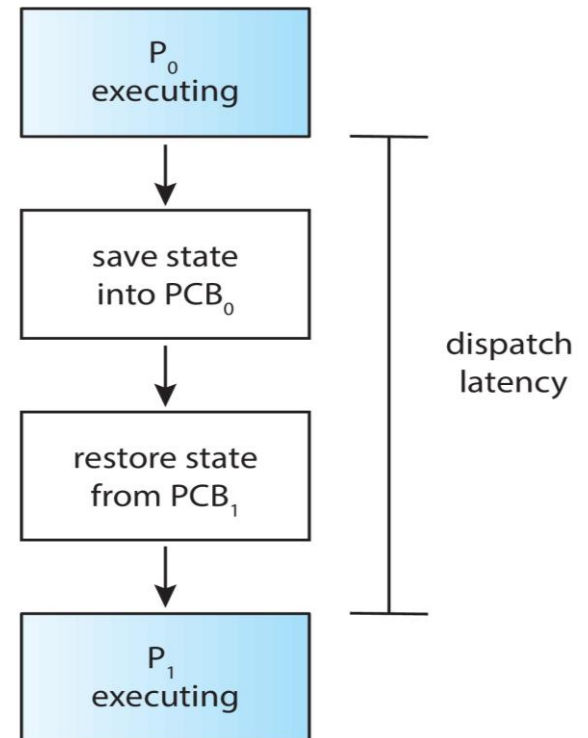 P₀
executing
save state
into PCB₀
restore state
from PCB₁
dispatch
latency
P₁
executing